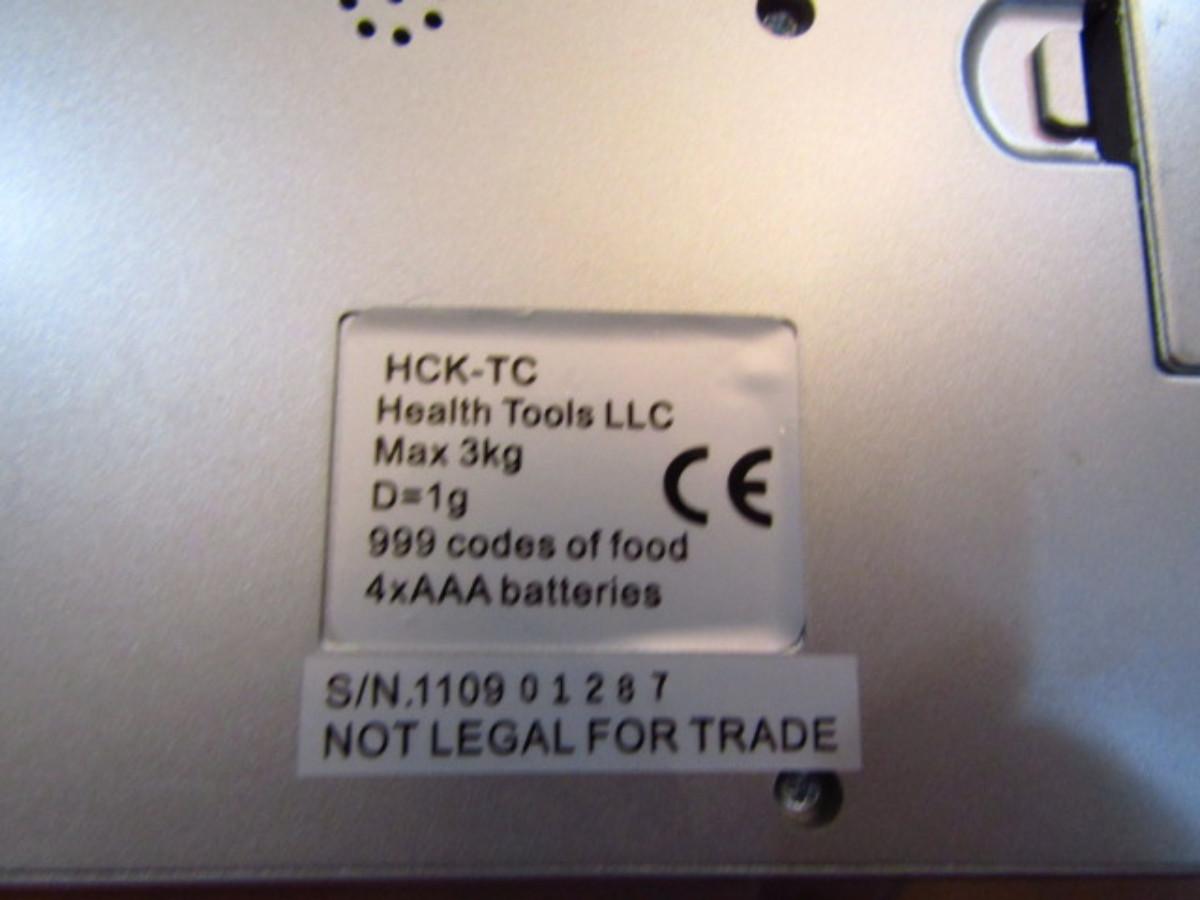 HCK-TC
Health Tools LLC
Max 3kg
D=1g
CE
999 codes of food
4xAAA batteries
S/N.1109 0 1 2 8 7
NOT LEGAL FOR TRADE